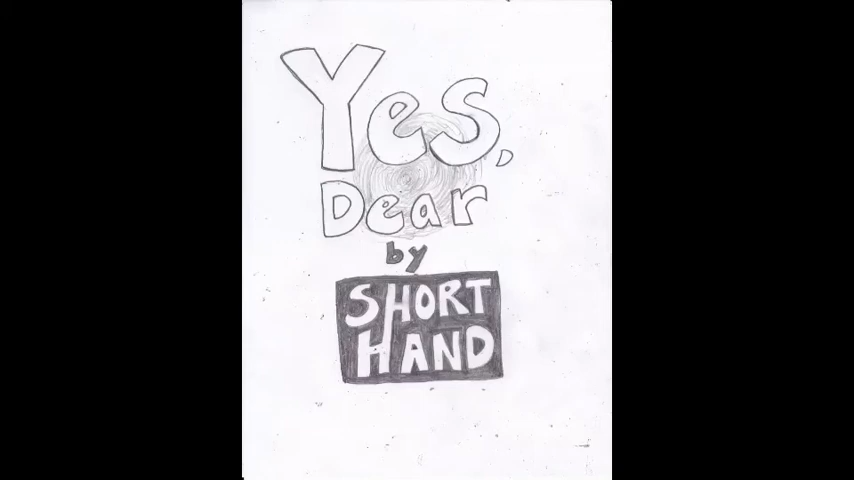 Yes,
Dear
by
SHORT
HAND